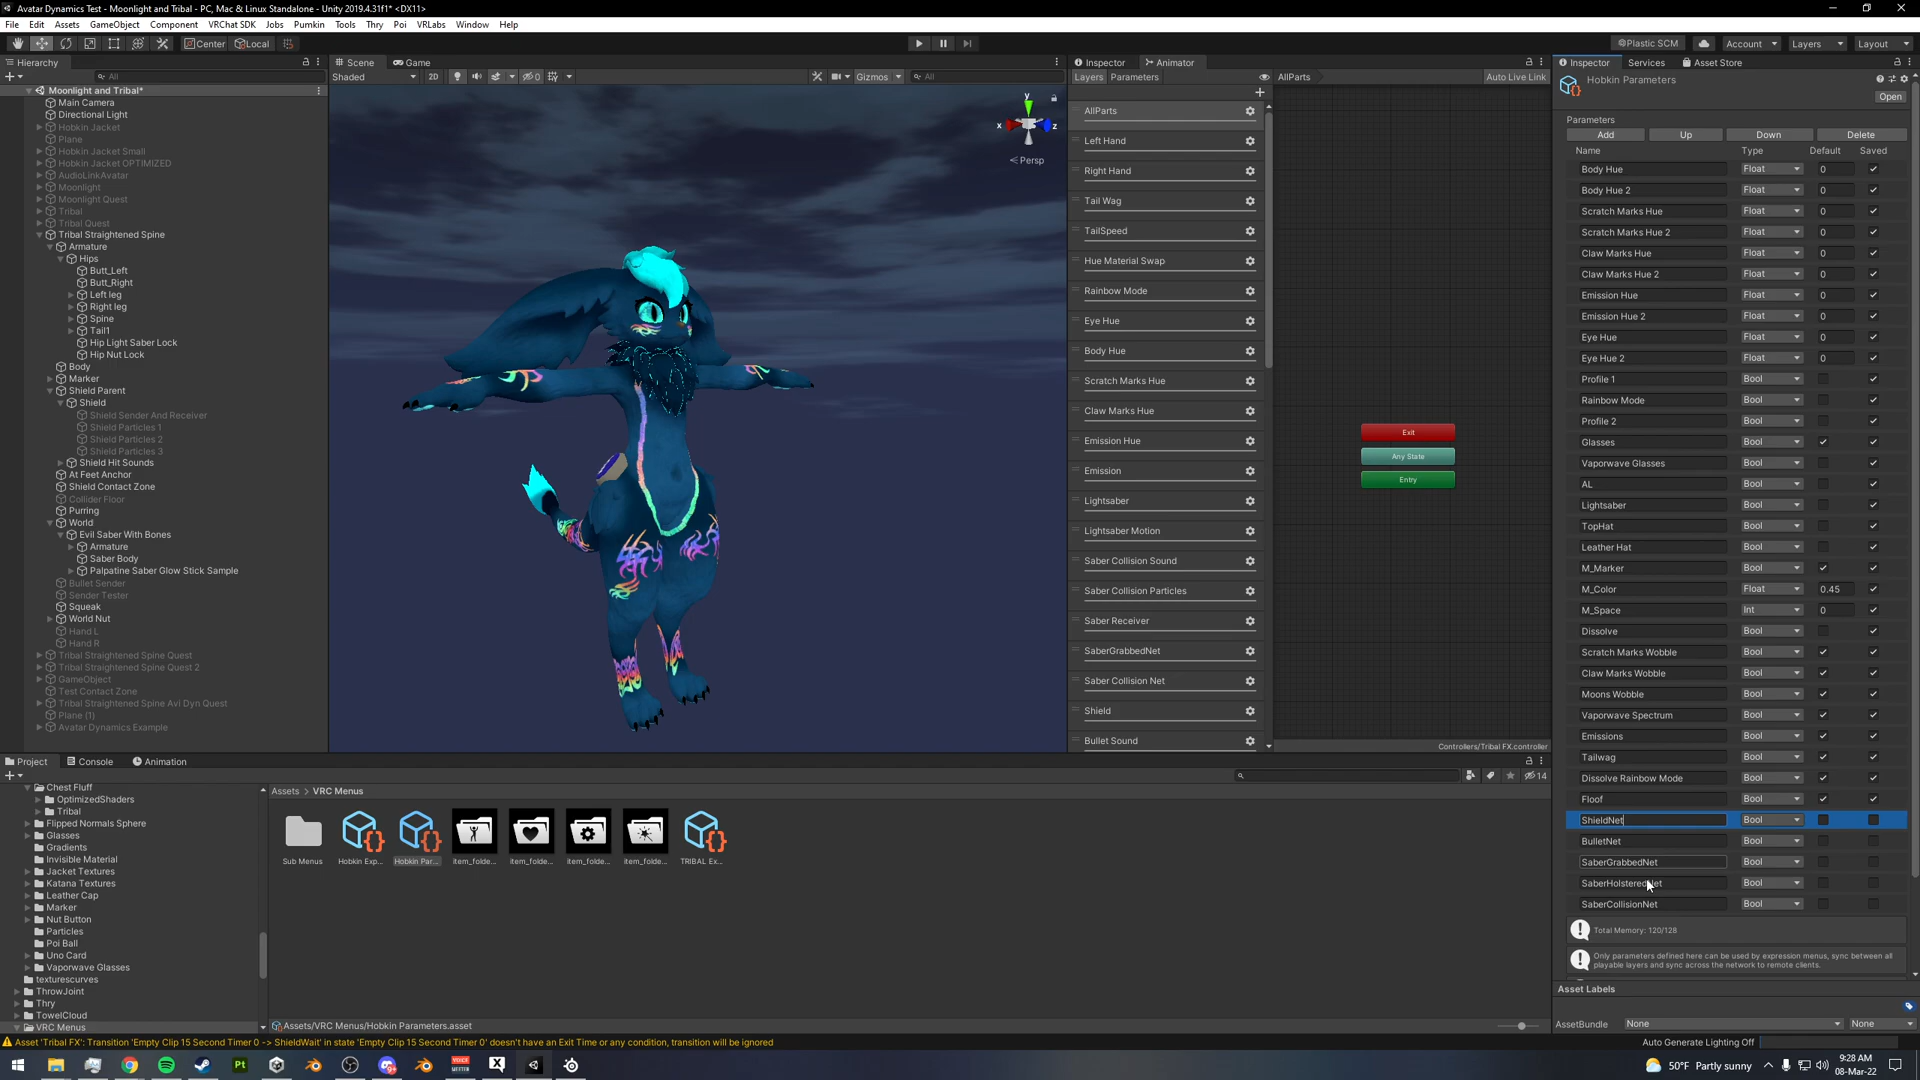 Avatar Dynamics Test - Moonlight and Tribal - PC, Mac & Linux Standalone - Unity 2019.4.31f1* <DX11>
File Edit Assets GameObject Component VRChat SDK Jobs Pumkin Tools Thry Poi VRLabs Window Help
Center Local Plastic SCM Account Layers Layout
Hierarchy
All
Moonlight and Tribal*
Main Camera
Directional Light
Hobkin Jacket
Plane
Hobkin Jacket Small
Hobkin Jacket OPTIMIZED
AudioLinkAvatar
Moonlight
Moonlight Quest
Tribal
Tribal Quest
Tribal Straightened Spine
Armature
Hips
Butt_Left
Butt_Right
Left leg
Right leg
Spine
Tail1
Hip Light Saber Lock
Hip Nut Lock
Body
Marker
Shield Parent
Shield
Shield Sender And Receiver
Shield Particles 1
Shield Particles 2
Shield Particles 3
Shield Hit Sounds
At Feet Anchor
Shield Contact Zone
Collider Floor
Purring
World
Evil Saber With Bones
Armature
Saber Body
Palpatine Saber Glow Stick Sample
Bullet Sender
Sender Tester
Squeak
World Nut
Hand L
Hand R
Tribal Straightened Spine Quest
Tribal Straightened Spine Quest 2
GameObject
Test Contact Zone
Tribal Straightened Spine Avi Dyn Quest
Plane (1)
Avatar Dynamics Example
Scene Game
Shaded 2D 0 Gizmos All
y
x z
Persp
Inspector Animator
Layers Parameters AllParts Auto Live Link
AllParts
Left Hand
Right Hand
Tail Wag
TailSpeed
Hue Material Swap
Rainbow Mode
Eye Hue
Body Hue
Scratch Marks Hue
Claw Marks Hue
Emission Hue
Emission
Lightsaber
Lightsaber Motion
Saber Collision Sound
Saber Collision Particles
Saber Receiver
SaberGrabbedNet
Saber Collision Net
Shield
Bullet Sound
Exit
Any State
Entry
Controllers/Tribal FX.controller
Inspector Services Asset Store
Hobkin Parameters
Open
Parameters
Add Up Down Delete
Name Type Default Saved
Body Hue Float 0
Body Hue 2 Float 0
Scratch Marks Hue Float 0
Scratch Marks Hue 2 Float 0
Claw Marks Hue Float 0
Claw Marks Hue 2 Float 0
Emission Hue Float 0
Emission Hue 2 Float 0
Eye Hue Float 0
Eye Hue 2 Float 0
Profile 1 Bool
Rainbow Mode Bool
Profile 2 Bool
Glasses Bool
Vaporwave Glasses Bool
AL Bool
Lightsaber Bool
TopHat Bool
Leather Hat Bool
M_Marker Bool
M_Color Float 0.45
M_Space Int 0
Dissolve Bool
Scratch Marks Wobble Bool
Claw Marks Wobble Bool
Moons Wobble Bool
Vaporwave Spectrum Bool
Emissions Bool
Tailwag Bool
Dissolve Rainbow Mode Bool
Floof Bool
ShieldNet Bool
BulletNet Bool
SaberGrabbedNet Bool
SaberHolsteredNet Bool
SaberCollisionNet Bool
Total Memory: 120/128
Only parameters defined here can be used by expression menus, sync between all
playable layers and sync across the network to remote clients.
Asset Labels
AssetBundle None None
Project Console Animation
14
Chest Fluff
OptimizedShaders
Tribal
Flipped Normals Sphere
Glasses
Gradients
Invisible Material
Jacket Textures
Katana Textures
Leather Cap
Marker
Nut Button
Particles
Poi Ball
Uno Card
Vaporwave Glasses
texturescurves
ThrowJoint
Thry
TowelCloud
VRC Menus
Assets > VRC Menus
Sub Menus Hobkin Exp... Hobkin Par... item_folde... item_folde... item_folde... item_folde... TRIBAL Ex...
Assets/VRC Menus/Hobkin Parameters.asset
Asset 'Tribal FX': Transition 'Empty Clip 15 Second Timer 0 -> ShieldWait' in state 'Empty Clip 15 Second Timer 0' doesn't have an Exit Time or any condition, transition will be ignored
Auto Generate Lighting Off
Pt
50°F Partly sunny
9:28 AM
08-Mar-22